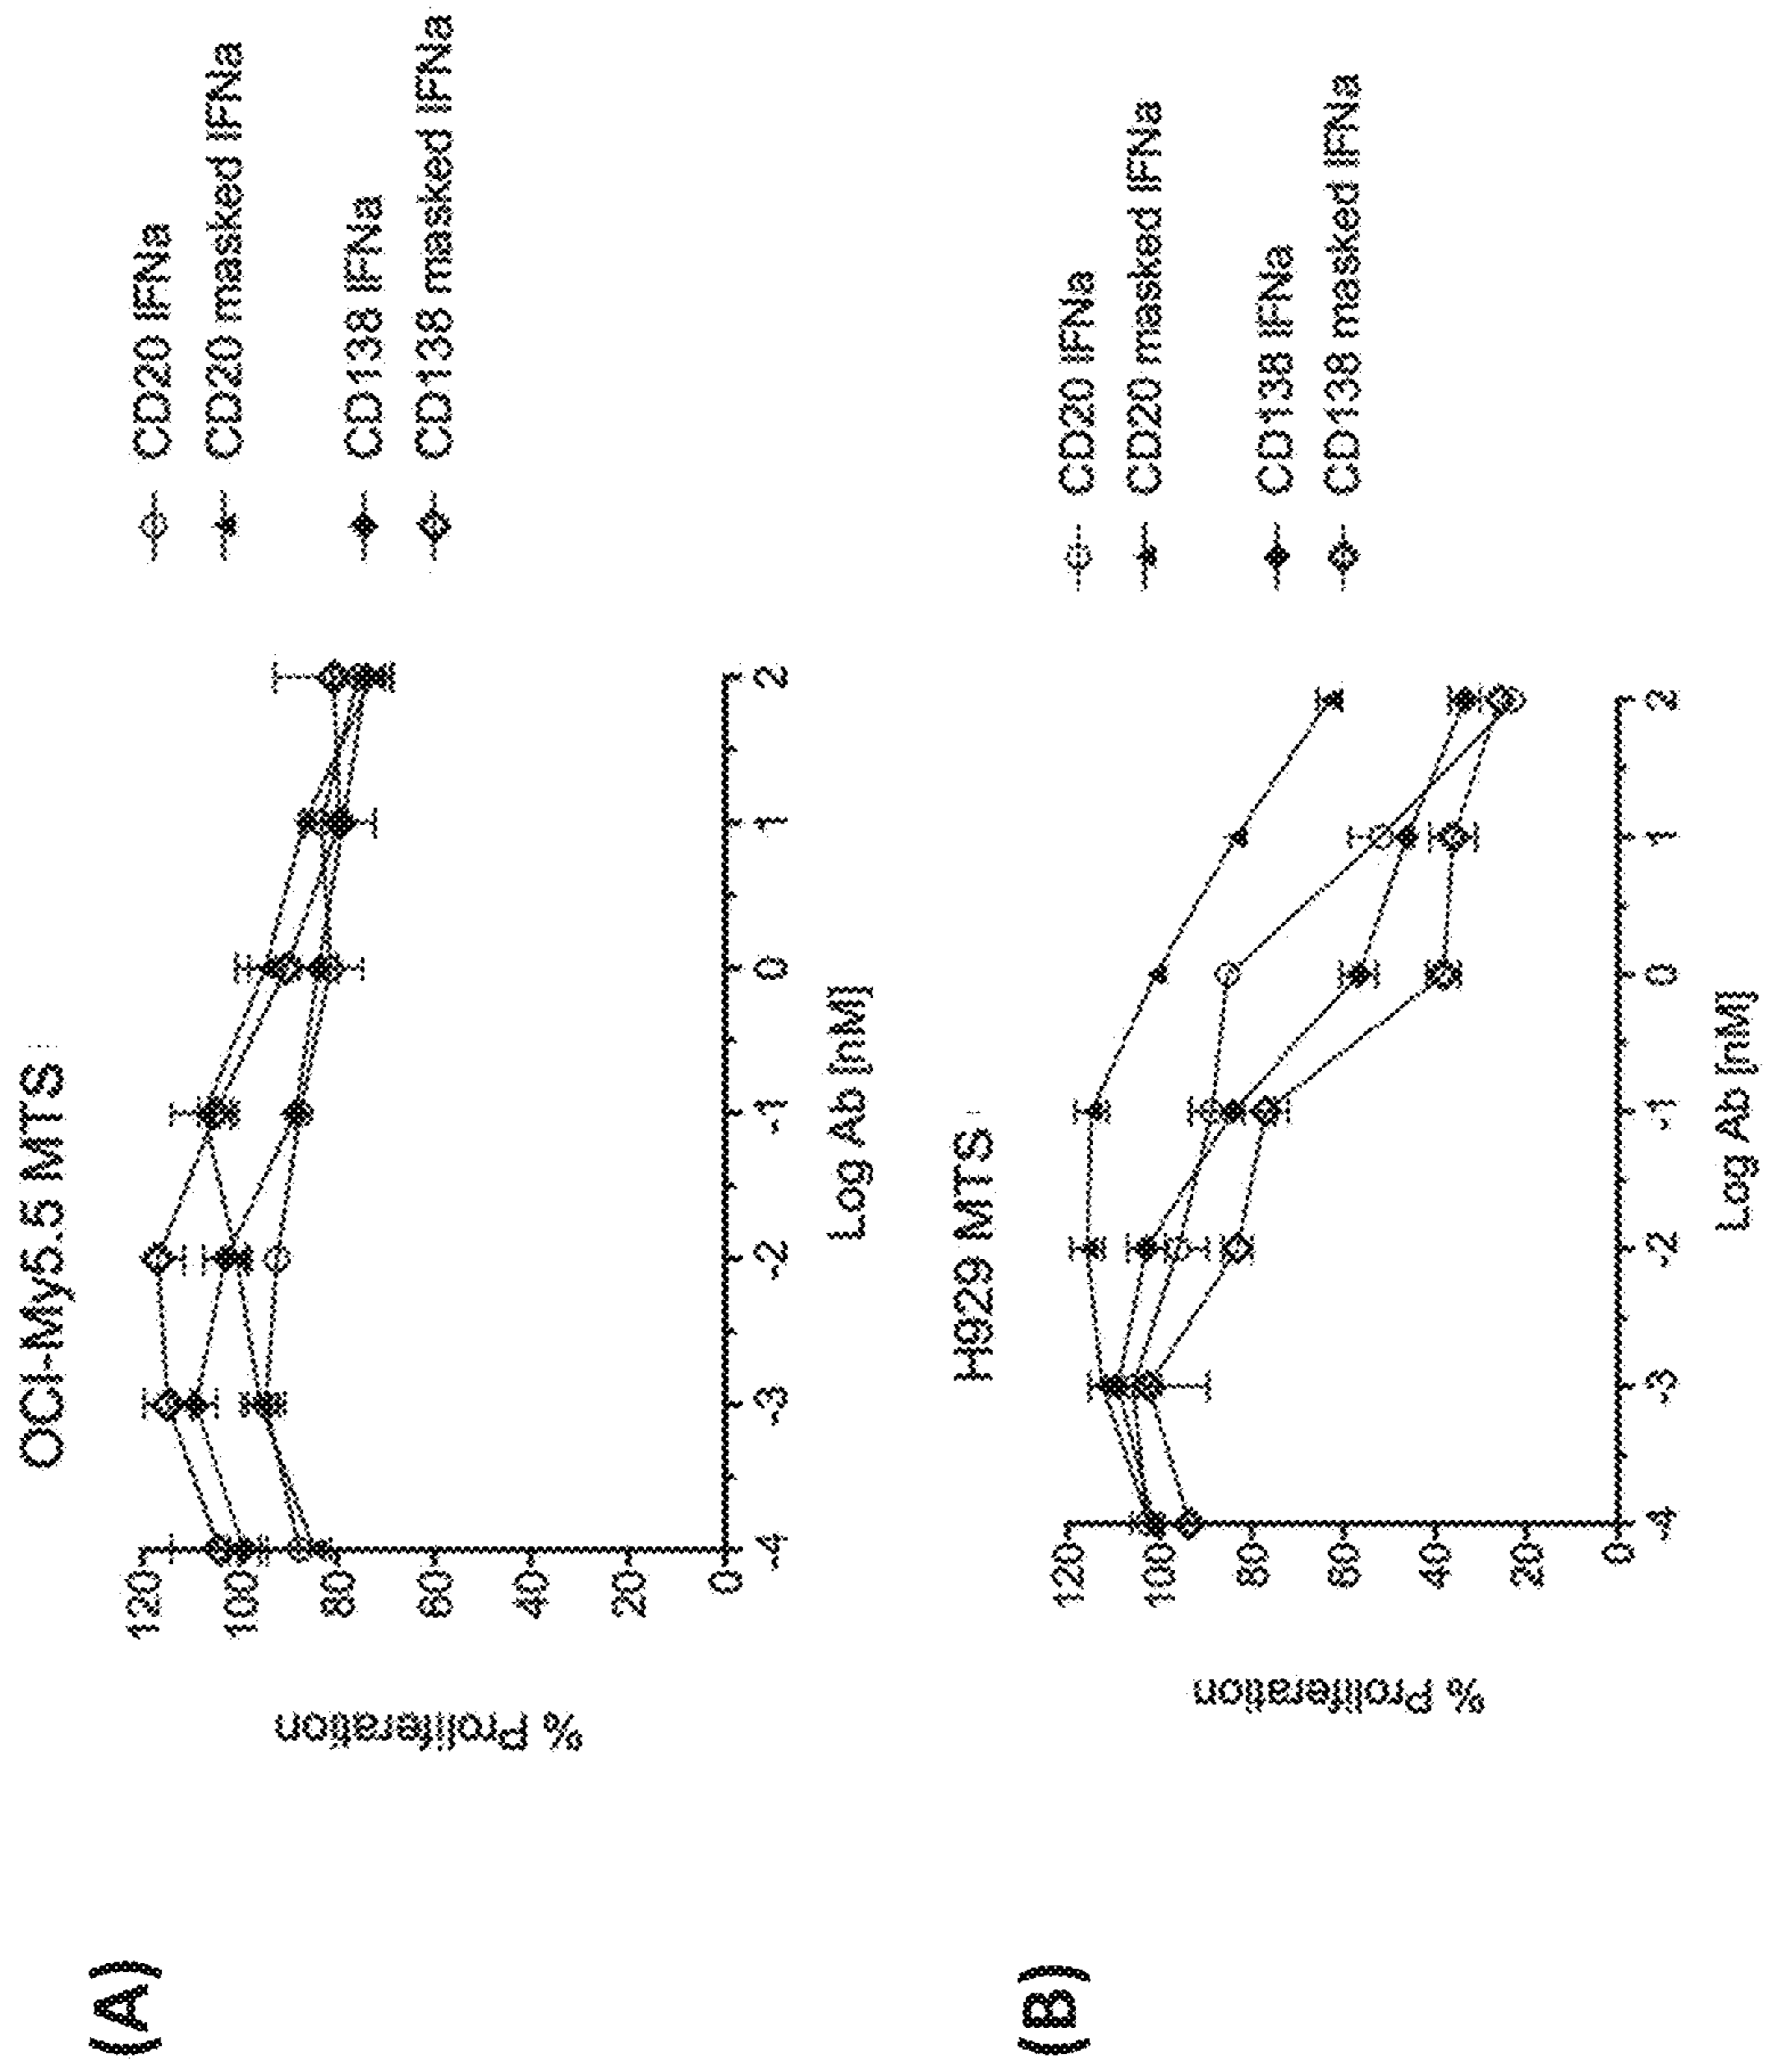 (A)
OCI-My5.5 MTS
% Proliferation
120
100
80
60
40
20
0
-4
-3
-2
-1
0
1
2
Log Ab [nM]
CD20 IFNa
CD20 masked IFNa
CD138 IFNa
CD138 masked IFNa
(B)
H929 MTS
% Proliferation
120
100
80
60
40
20
0
-4
-3
-2
-1
0
1
2
Log Ab [nM]
CD20 IFNa
CD20 masked IFNa
CD138 IFNa
CD138 masked IFNa